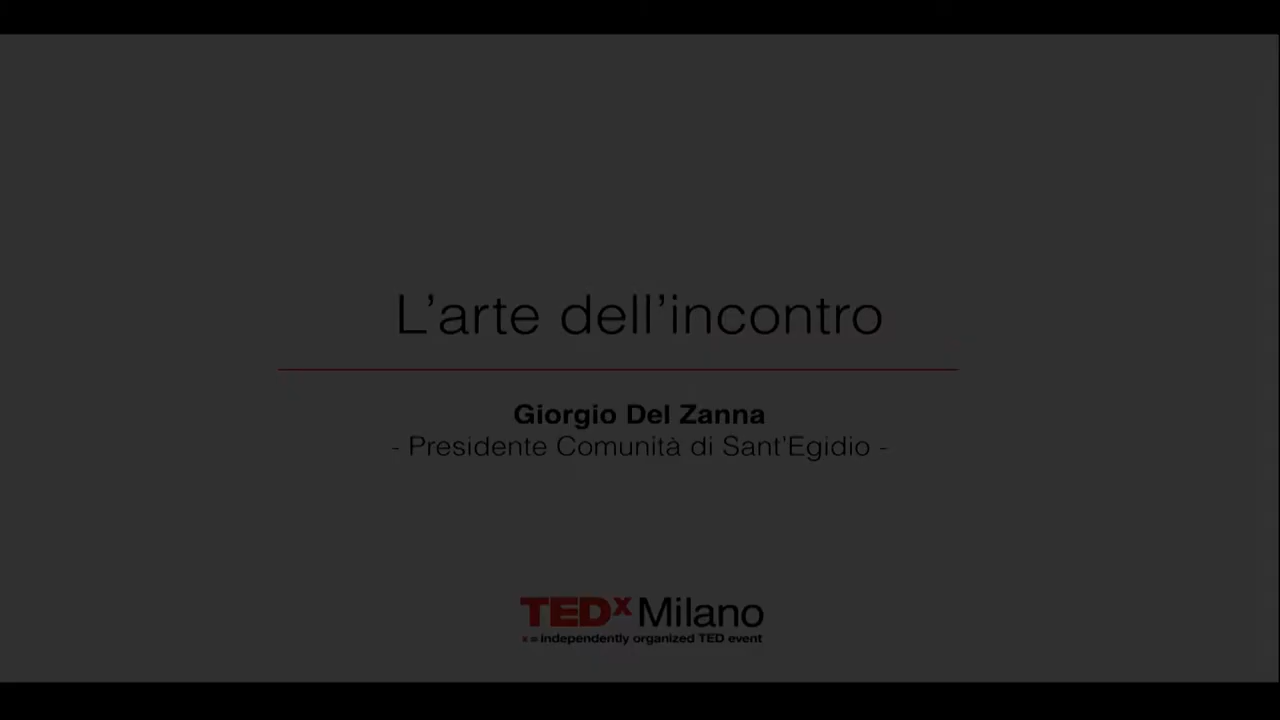 L’arte dell’incontro
Giorgio Del Zanna
- Presidente Comunità di Sant’Egidio -
TEDx Milano
x = independently organized TED event